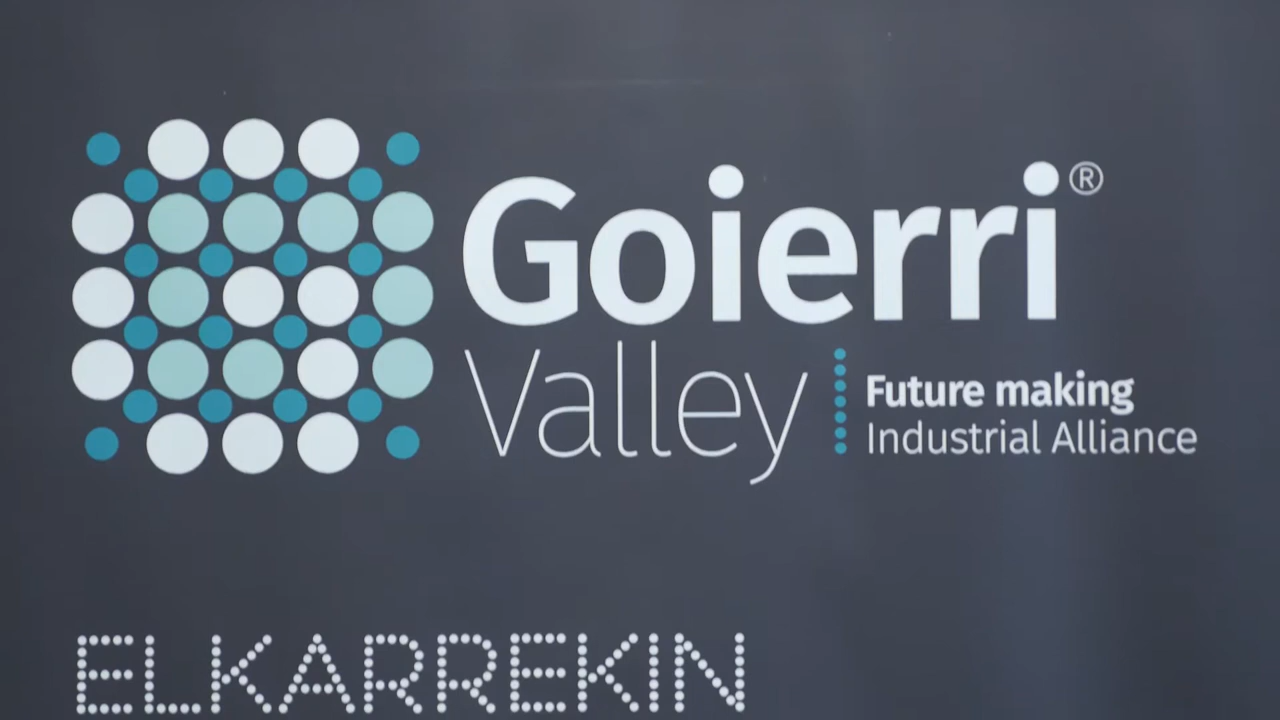 Goierri®
Valley
Future making
Industrial Alliance
ELKARREKIN